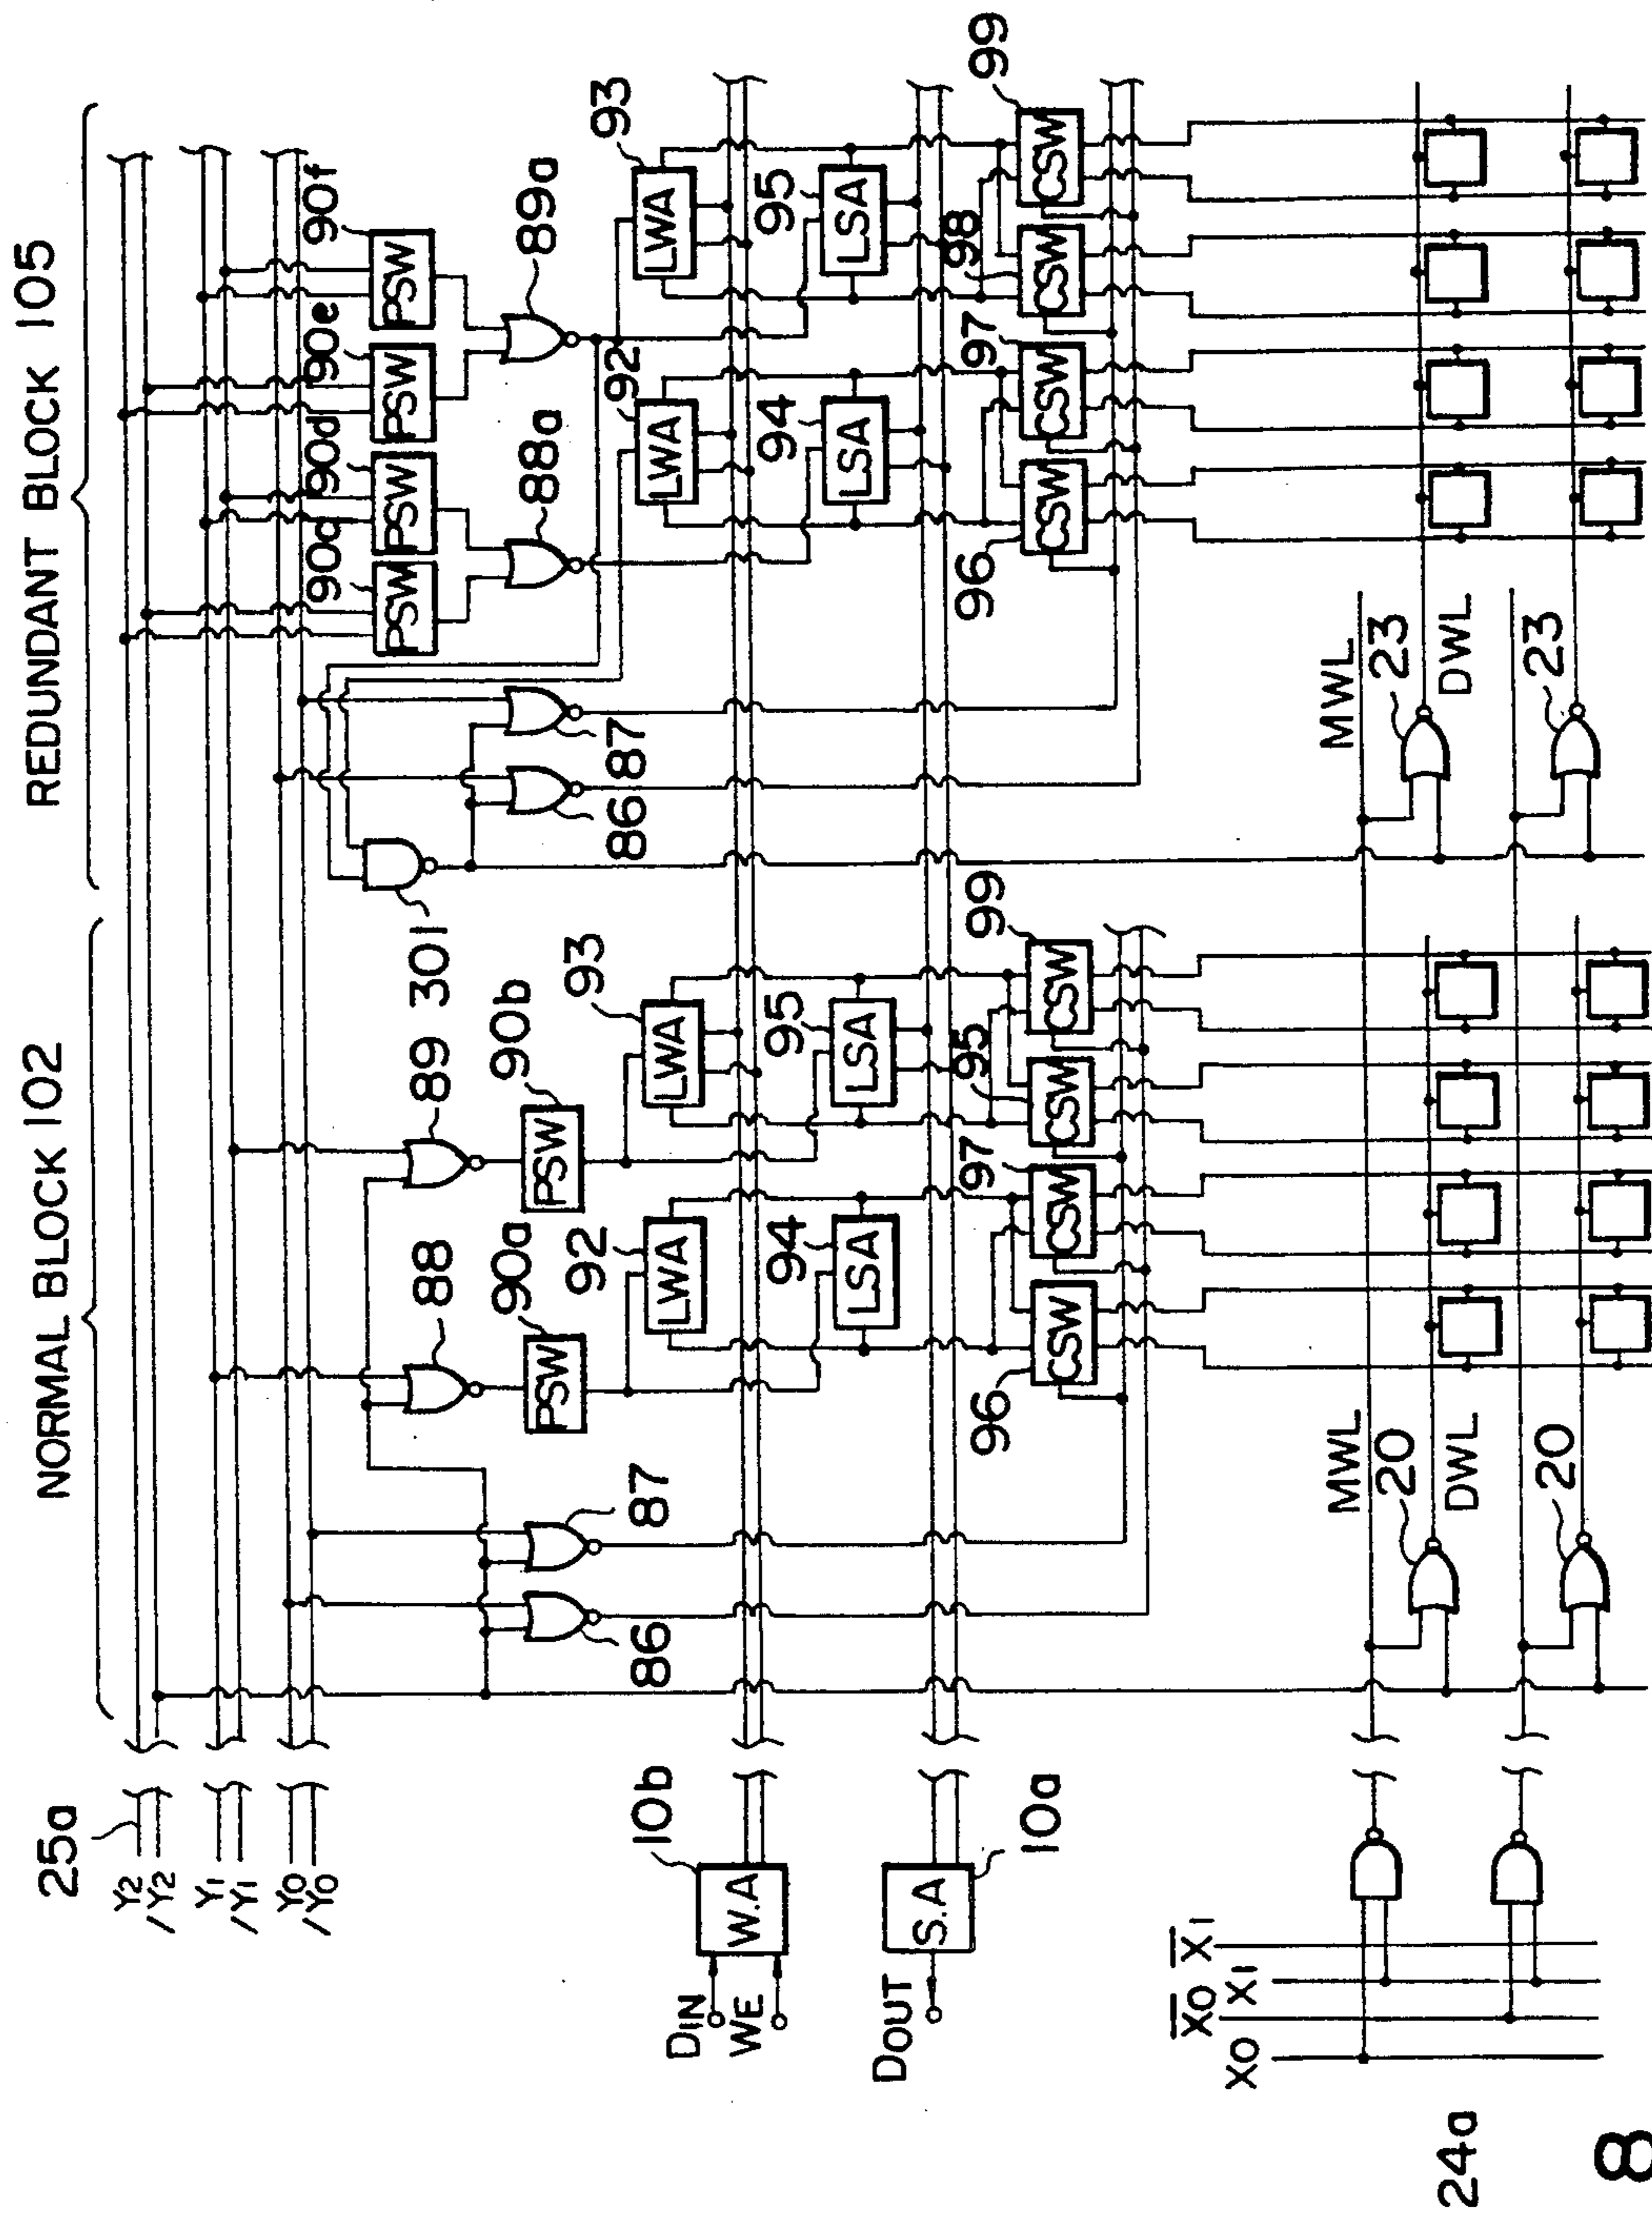 NORMAL BLOCK 102
REDUNDANT BLOCK 105
25a
Y2
/Y2
Y1
/Y1
Y0
/Y0
86
87
88
89
301
90a
PSW
90b
PSW
86
87
90d
PSW
90d
PSW
90e
PSW
90f
PSW
88a
89a
10b
W.A
DIN
WE
92
LWA
93
LWA
92
LWA
93
LWA
10a
S.A
DOUT
94
LSA
95
LSA
94
LSA
95
LSA
96
CSW
97
CSW
95
CSW
99
CSW
96
CSW
97
CSW
98
CSW
99
CSW
X0
X0
X1
X1
24a
MWL
20
DWL
20
MWL
23
DWL
23
8